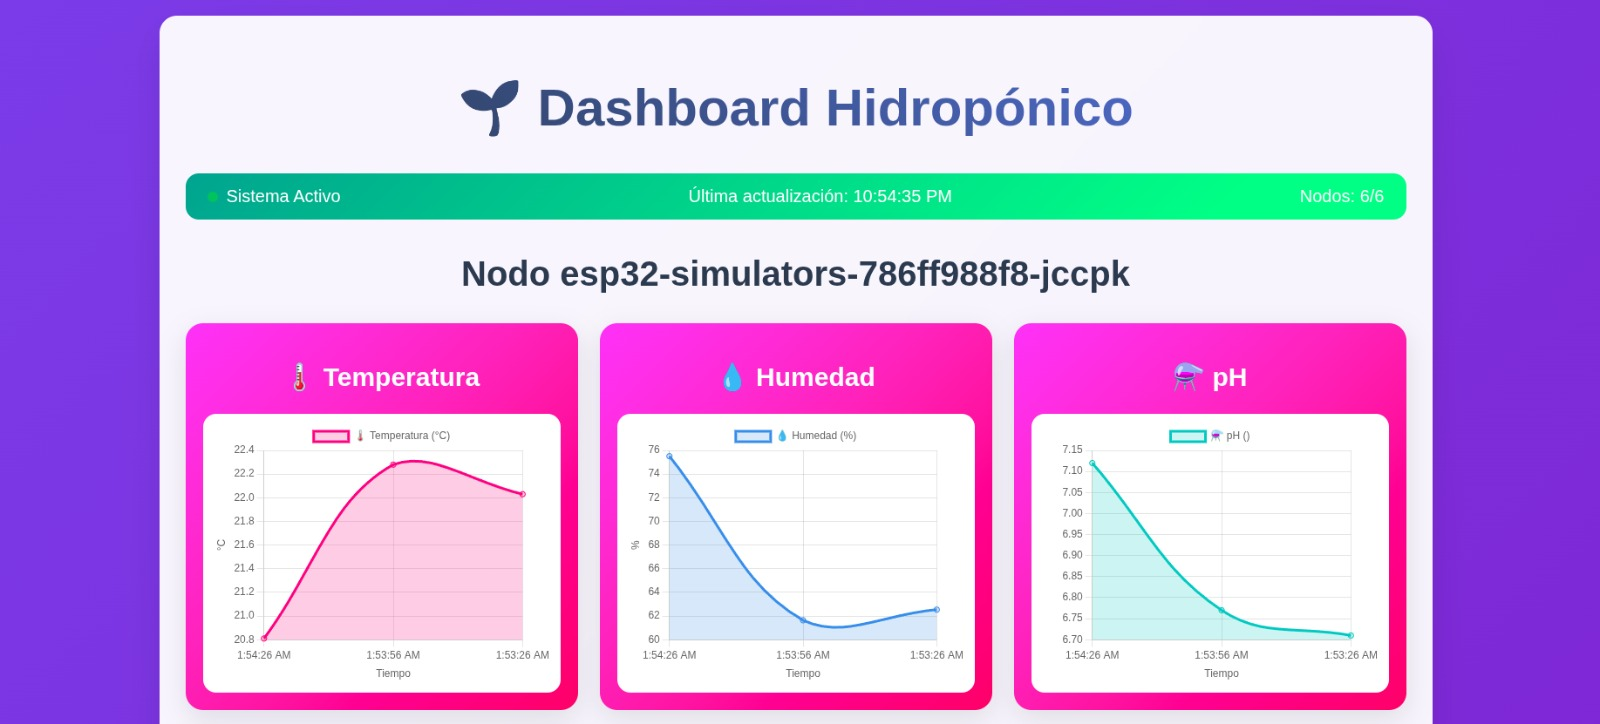 Dashboard Hidropónico
Sistema Activo
Última actualización: 10:54:35 PM
Nodos: 6/6
Nodo esp32-simulators-786ff988f8-jccpk
Temperatura
Temperatura (°C)
22.4
22.2
22.0
21.8
21.6
21.4
21.2
21.0
20.8
°C
1:54:26 AM
1:53:56 AM
1:53:26 AM
Tiempo
Humedad
Humedad (%)
76
74
72
70
68
66
64
62
60
%
1:54:26 AM
1:53:56 AM
1:53:26 AM
Tiempo
pH
pH ()
7.15
7.10
7.05
7.00
6.95
6.90
6.85
6.80
6.75
6.70
1:54:26 AM
1:53:56 AM
1:53:26 AM
Tiempo